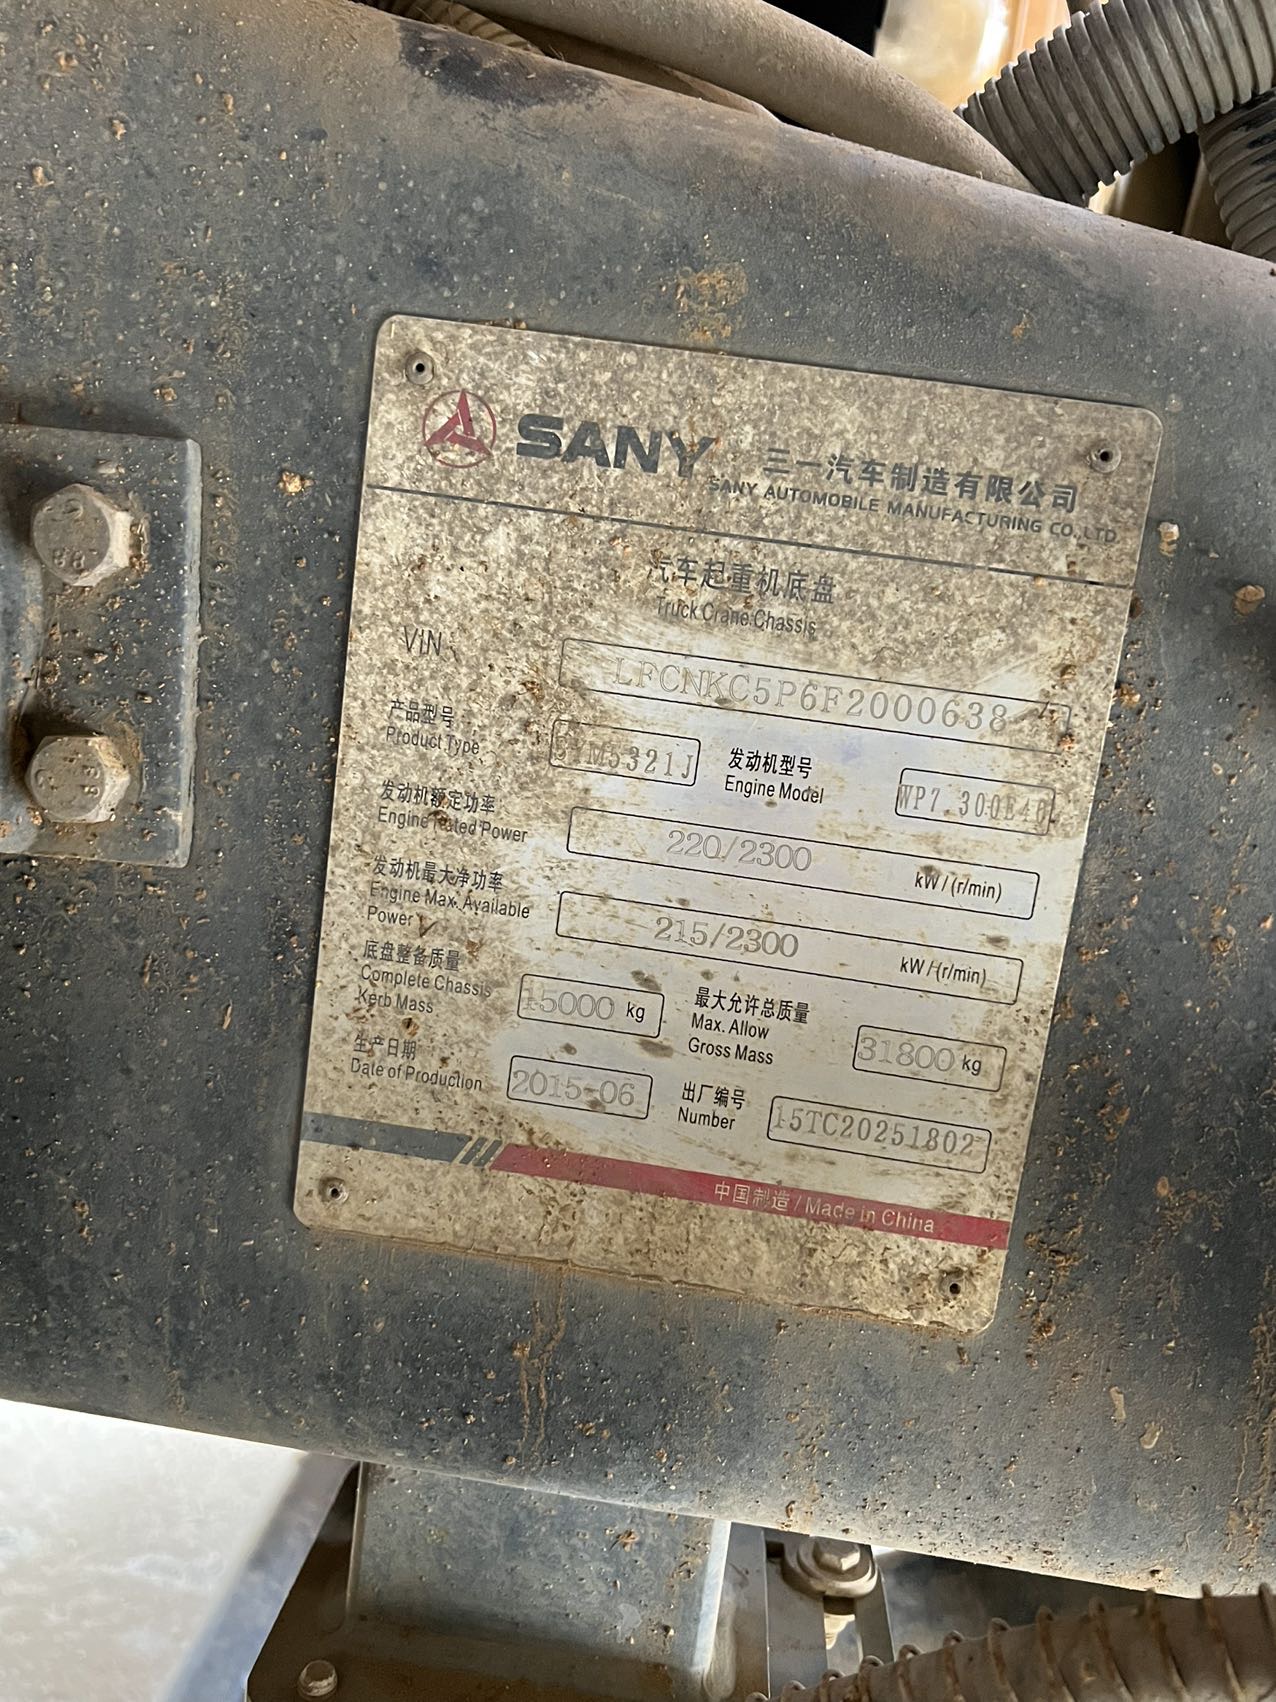 SANY 三一汽车制造有限公司
SANY AUTOMOBILE MANUFACTURING CO.,LTD.
汽车起重机底盘
Truck Crane Chassis
VIN LFCNKC5P6F2000638
产品型号 发动机型号
Product Type SYM5321J Engine Model WP7.300E40
发动机额定功率
Engine Rated Power 220/2300 kW/(r/min)
发动机最大净功率
Engine Max. Available
Power 215/2300 kW/(r/min)
底盘整备质量 最大允许总质量
Complete Chassis 15000 kg Max. Allow
Kerb Mass Gross Mass 31800 kg
生产日期 出厂编号
Date of Production 2015-06 Number 15TC20251802
中国制造/Made in China